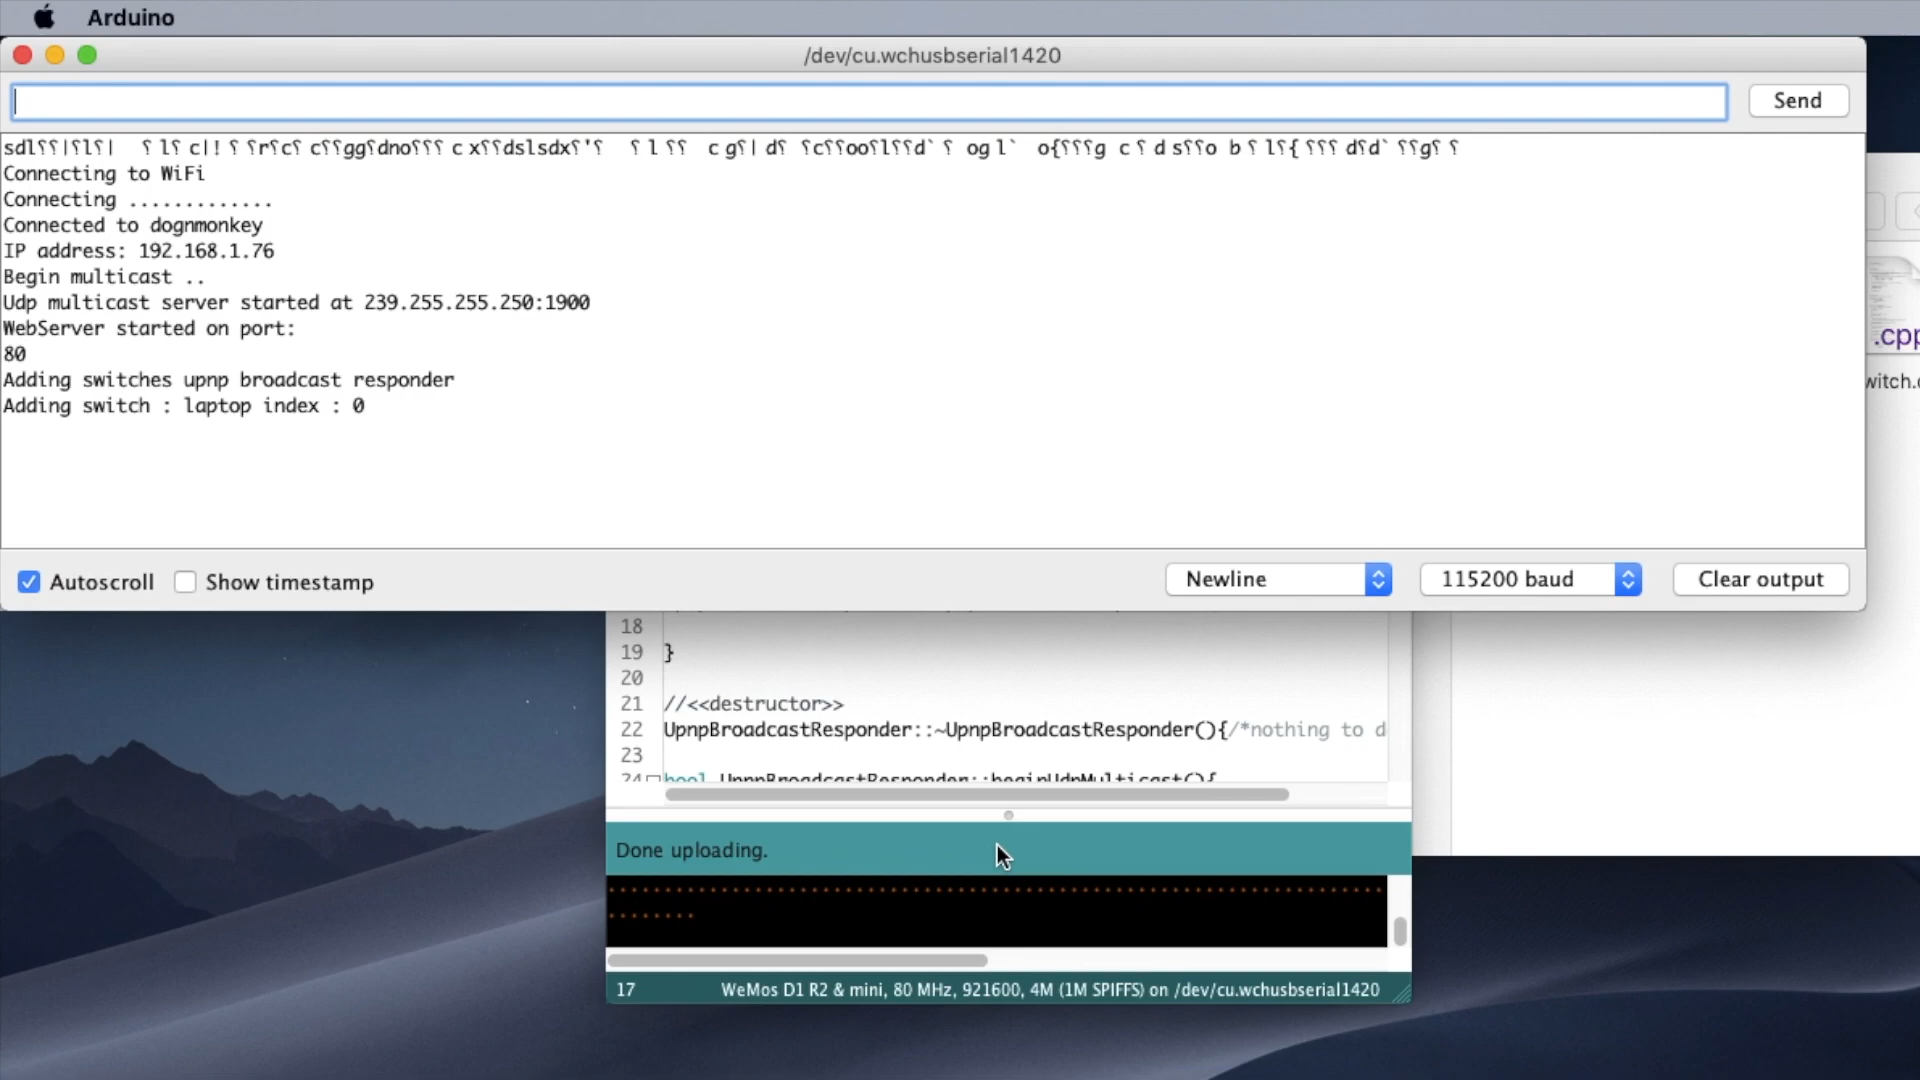 Arduino
/dev/cu.wchusbserial1420
Send
Connecting to WiFi
Connecting .............
Connected to dognmonkey
IP address: 192.168.1.76
Begin multicast ..
Udp multicast server started at 239.255.255.250:1900
WebServer started on port:
80
Adding switches upnp broadcast responder
Adding switch : laptop index : 0
Autoscroll
Show timestamp
Newline
115200 baud
Clear output
.cpp
18
19 }
20
21 //<<destructor>>
22 UpnpBroadcastResponder::~UpnpBroadcastResponder(){/*nothing to d
23
24 bool UpnpBroadcastResponder::beginUdpMulticast(){
Done uploading.
17 WeMos D1 R2 & mini, 80 MHz, 921600, 4M (1M SPIFFS) on /dev/cu.wchusbserial1420